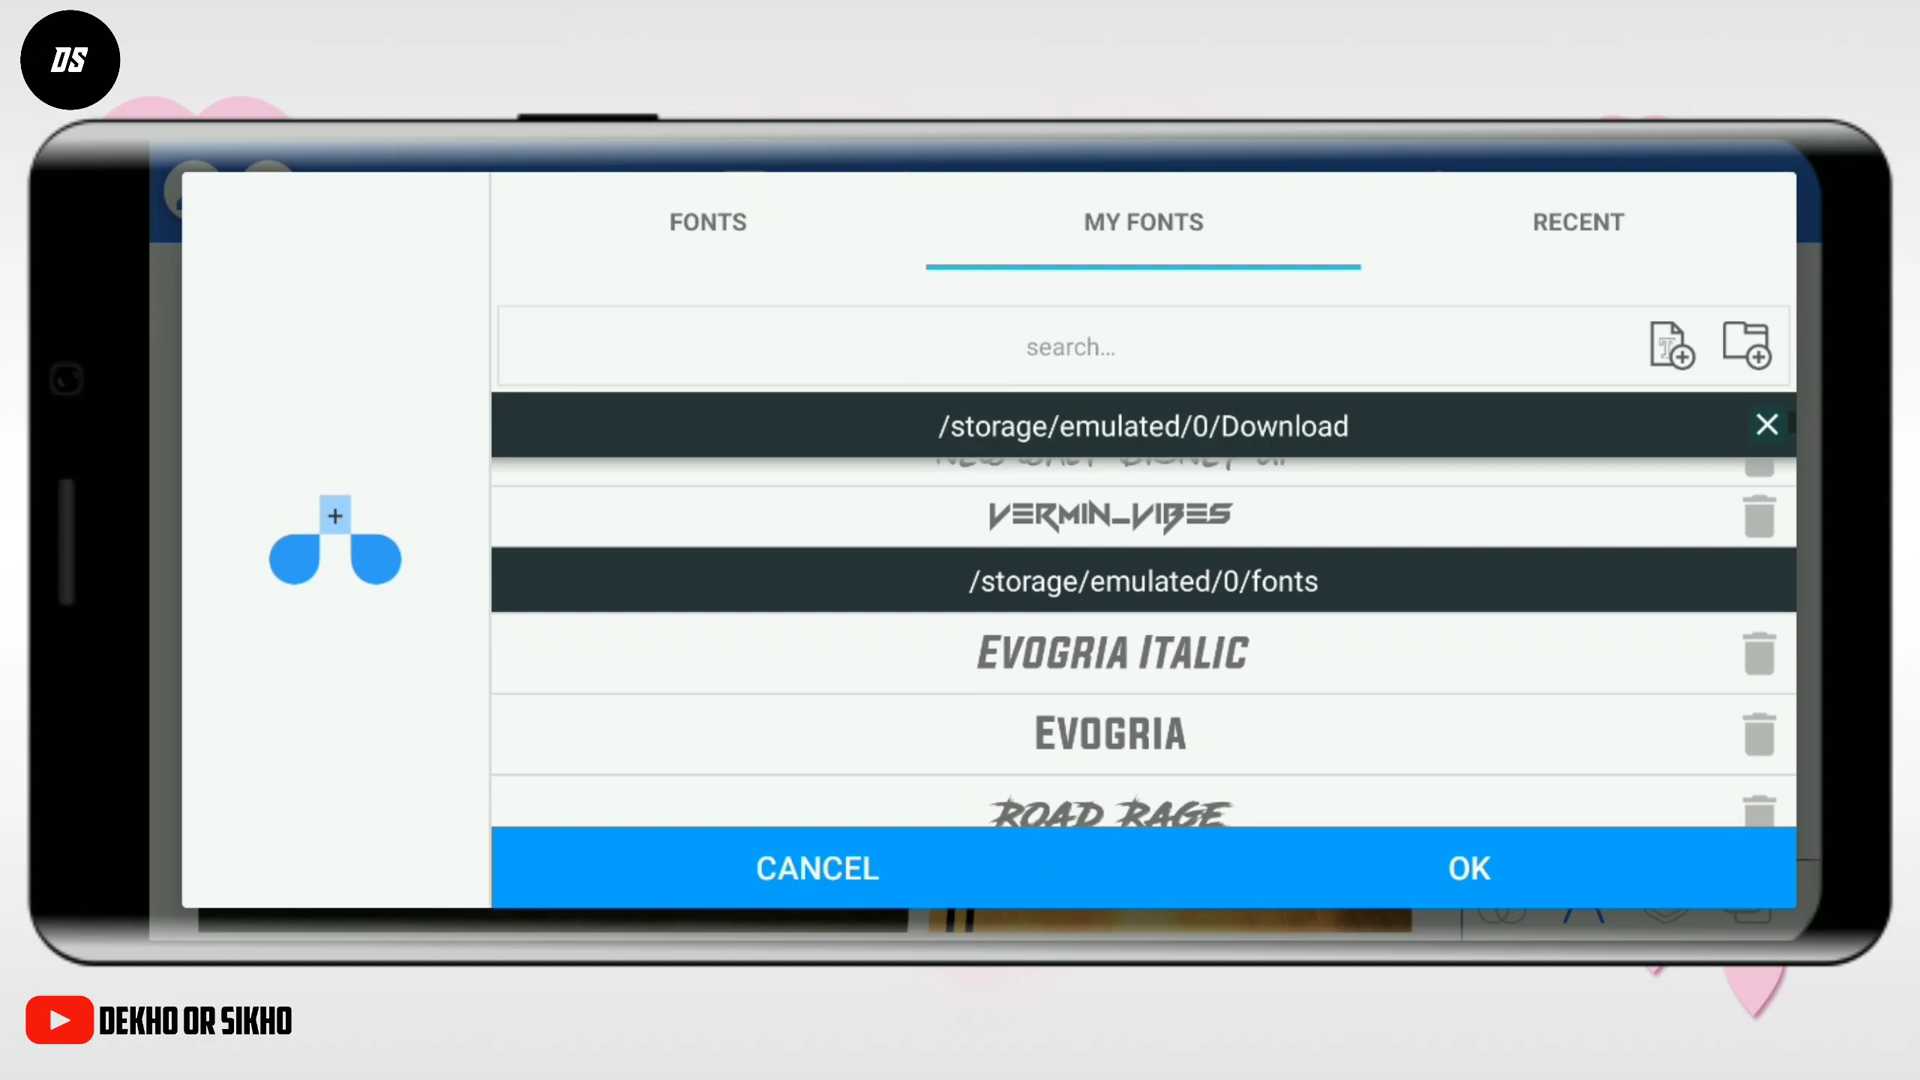 DS
FONTS
MY FONTS
RECENT
search...
/storage/emulated/0/Download
VERMIN_VIBES
/storage/emulated/0/fonts
EVOGRIA ITALIC
EVOGRIA
ROAD RAGE
CANCEL
OK
DEKHO OR SIKHO